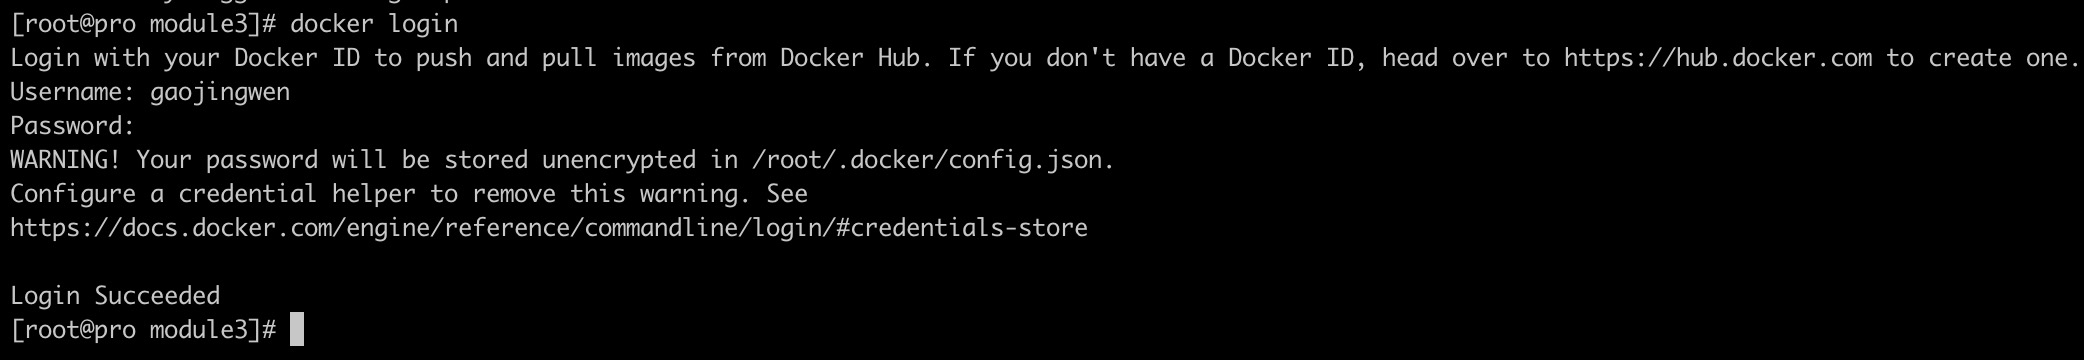 [root@pro module3]# docker login
Login with your Docker ID to push and pull images from Docker Hub. If you don't have a Docker ID, head over to https://hub.docker.com to create one.
Username: gaojingwen
Password:
WARNING! Your password will be stored unencrypted in /root/.docker/config.json.
Configure a credential helper to remove this warning. See
https://docs.docker.com/engine/reference/commandline/login/#credentials-store
Login Succeeded
[root@pro module3]#